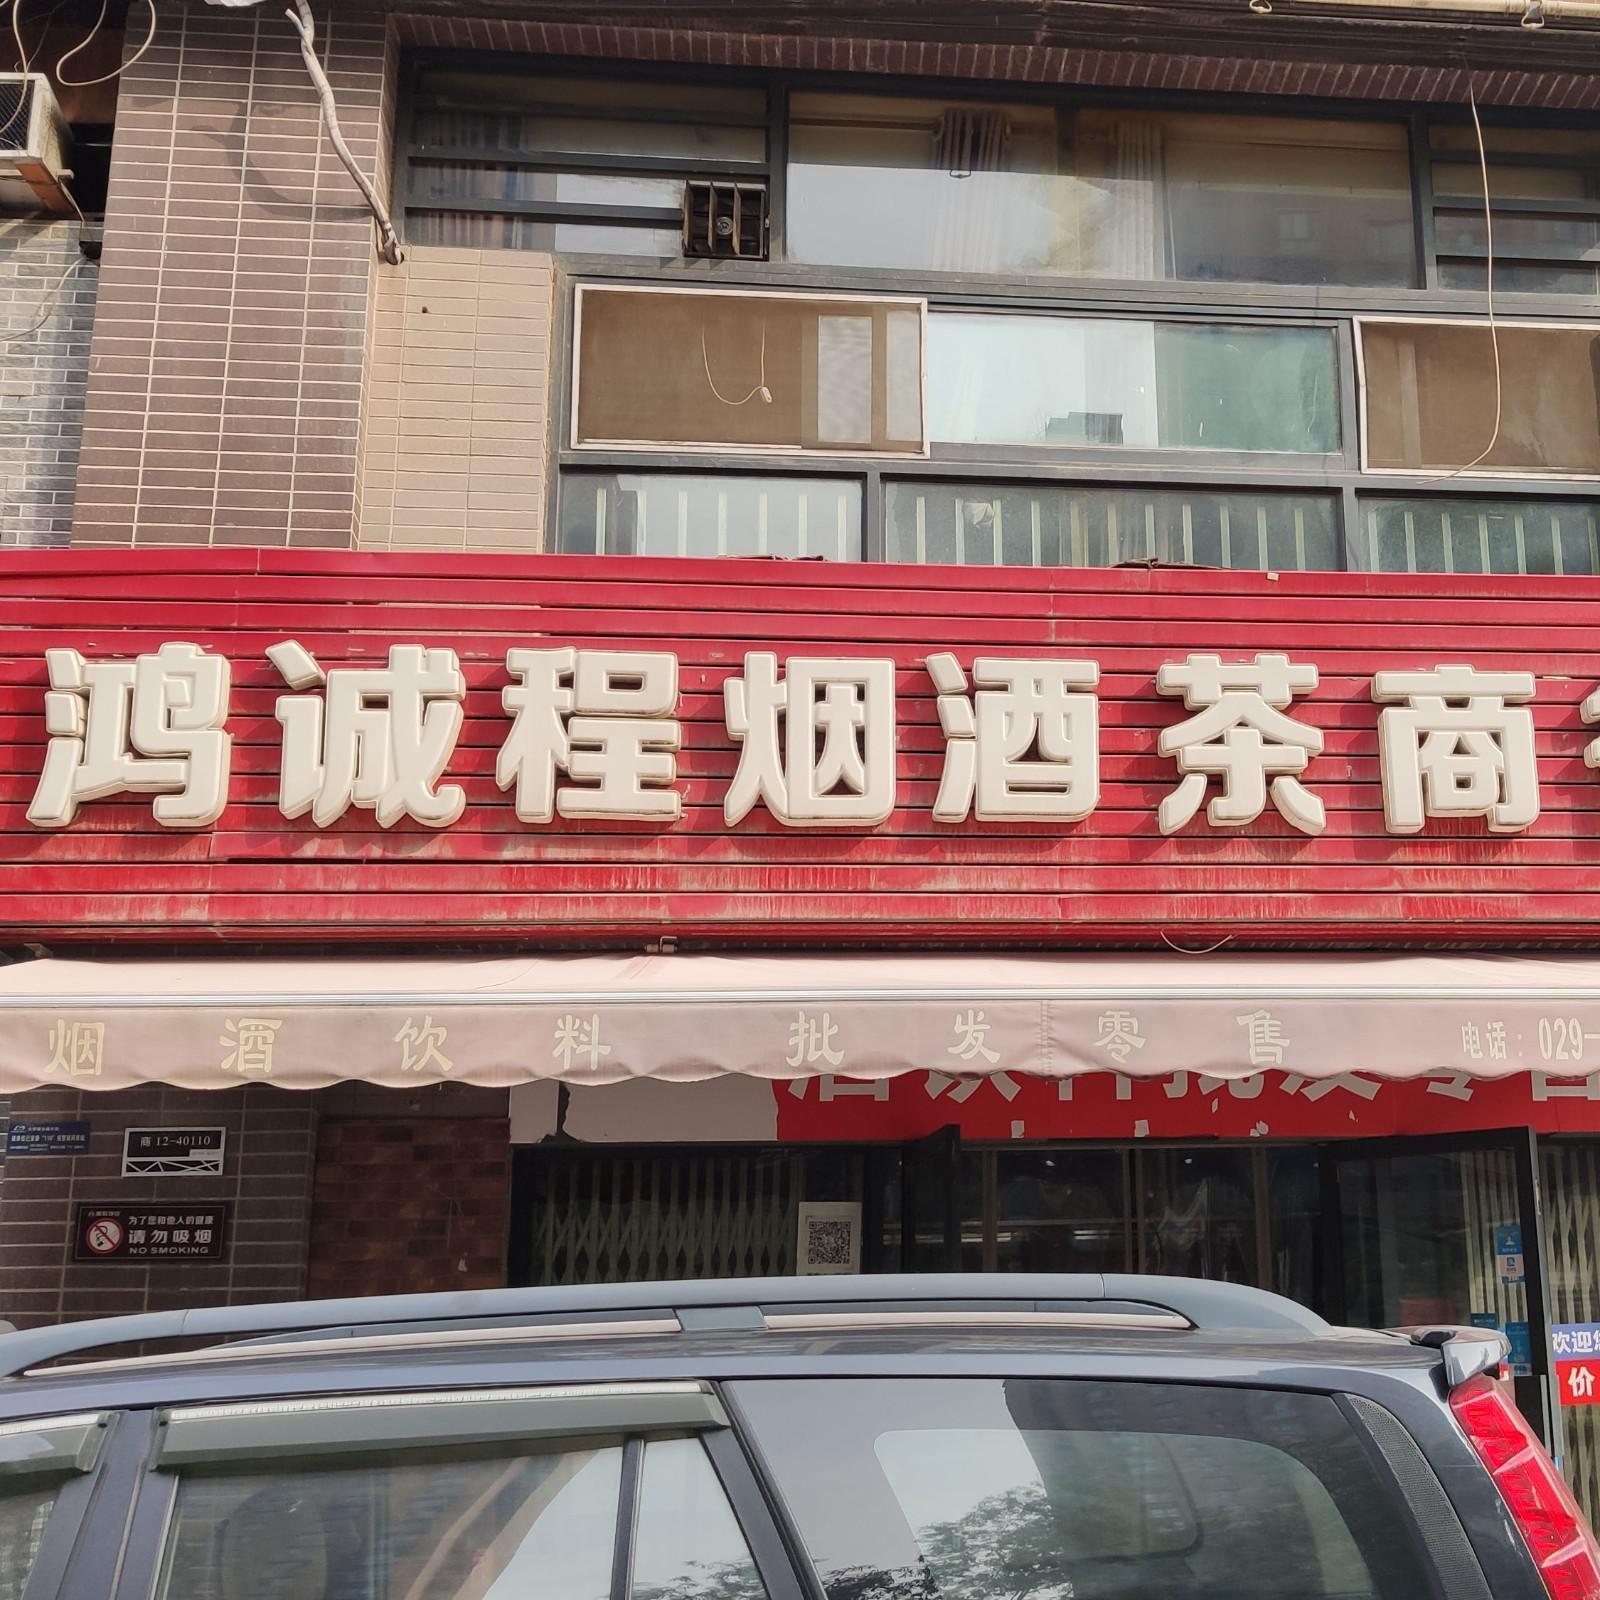 鸿诚程烟酒茶商
烟酒饮料 批发零售 电话：029-
商 12-40110
为了您和他人的健康
请勿吸烟
NO SMOKING
欢迎
价